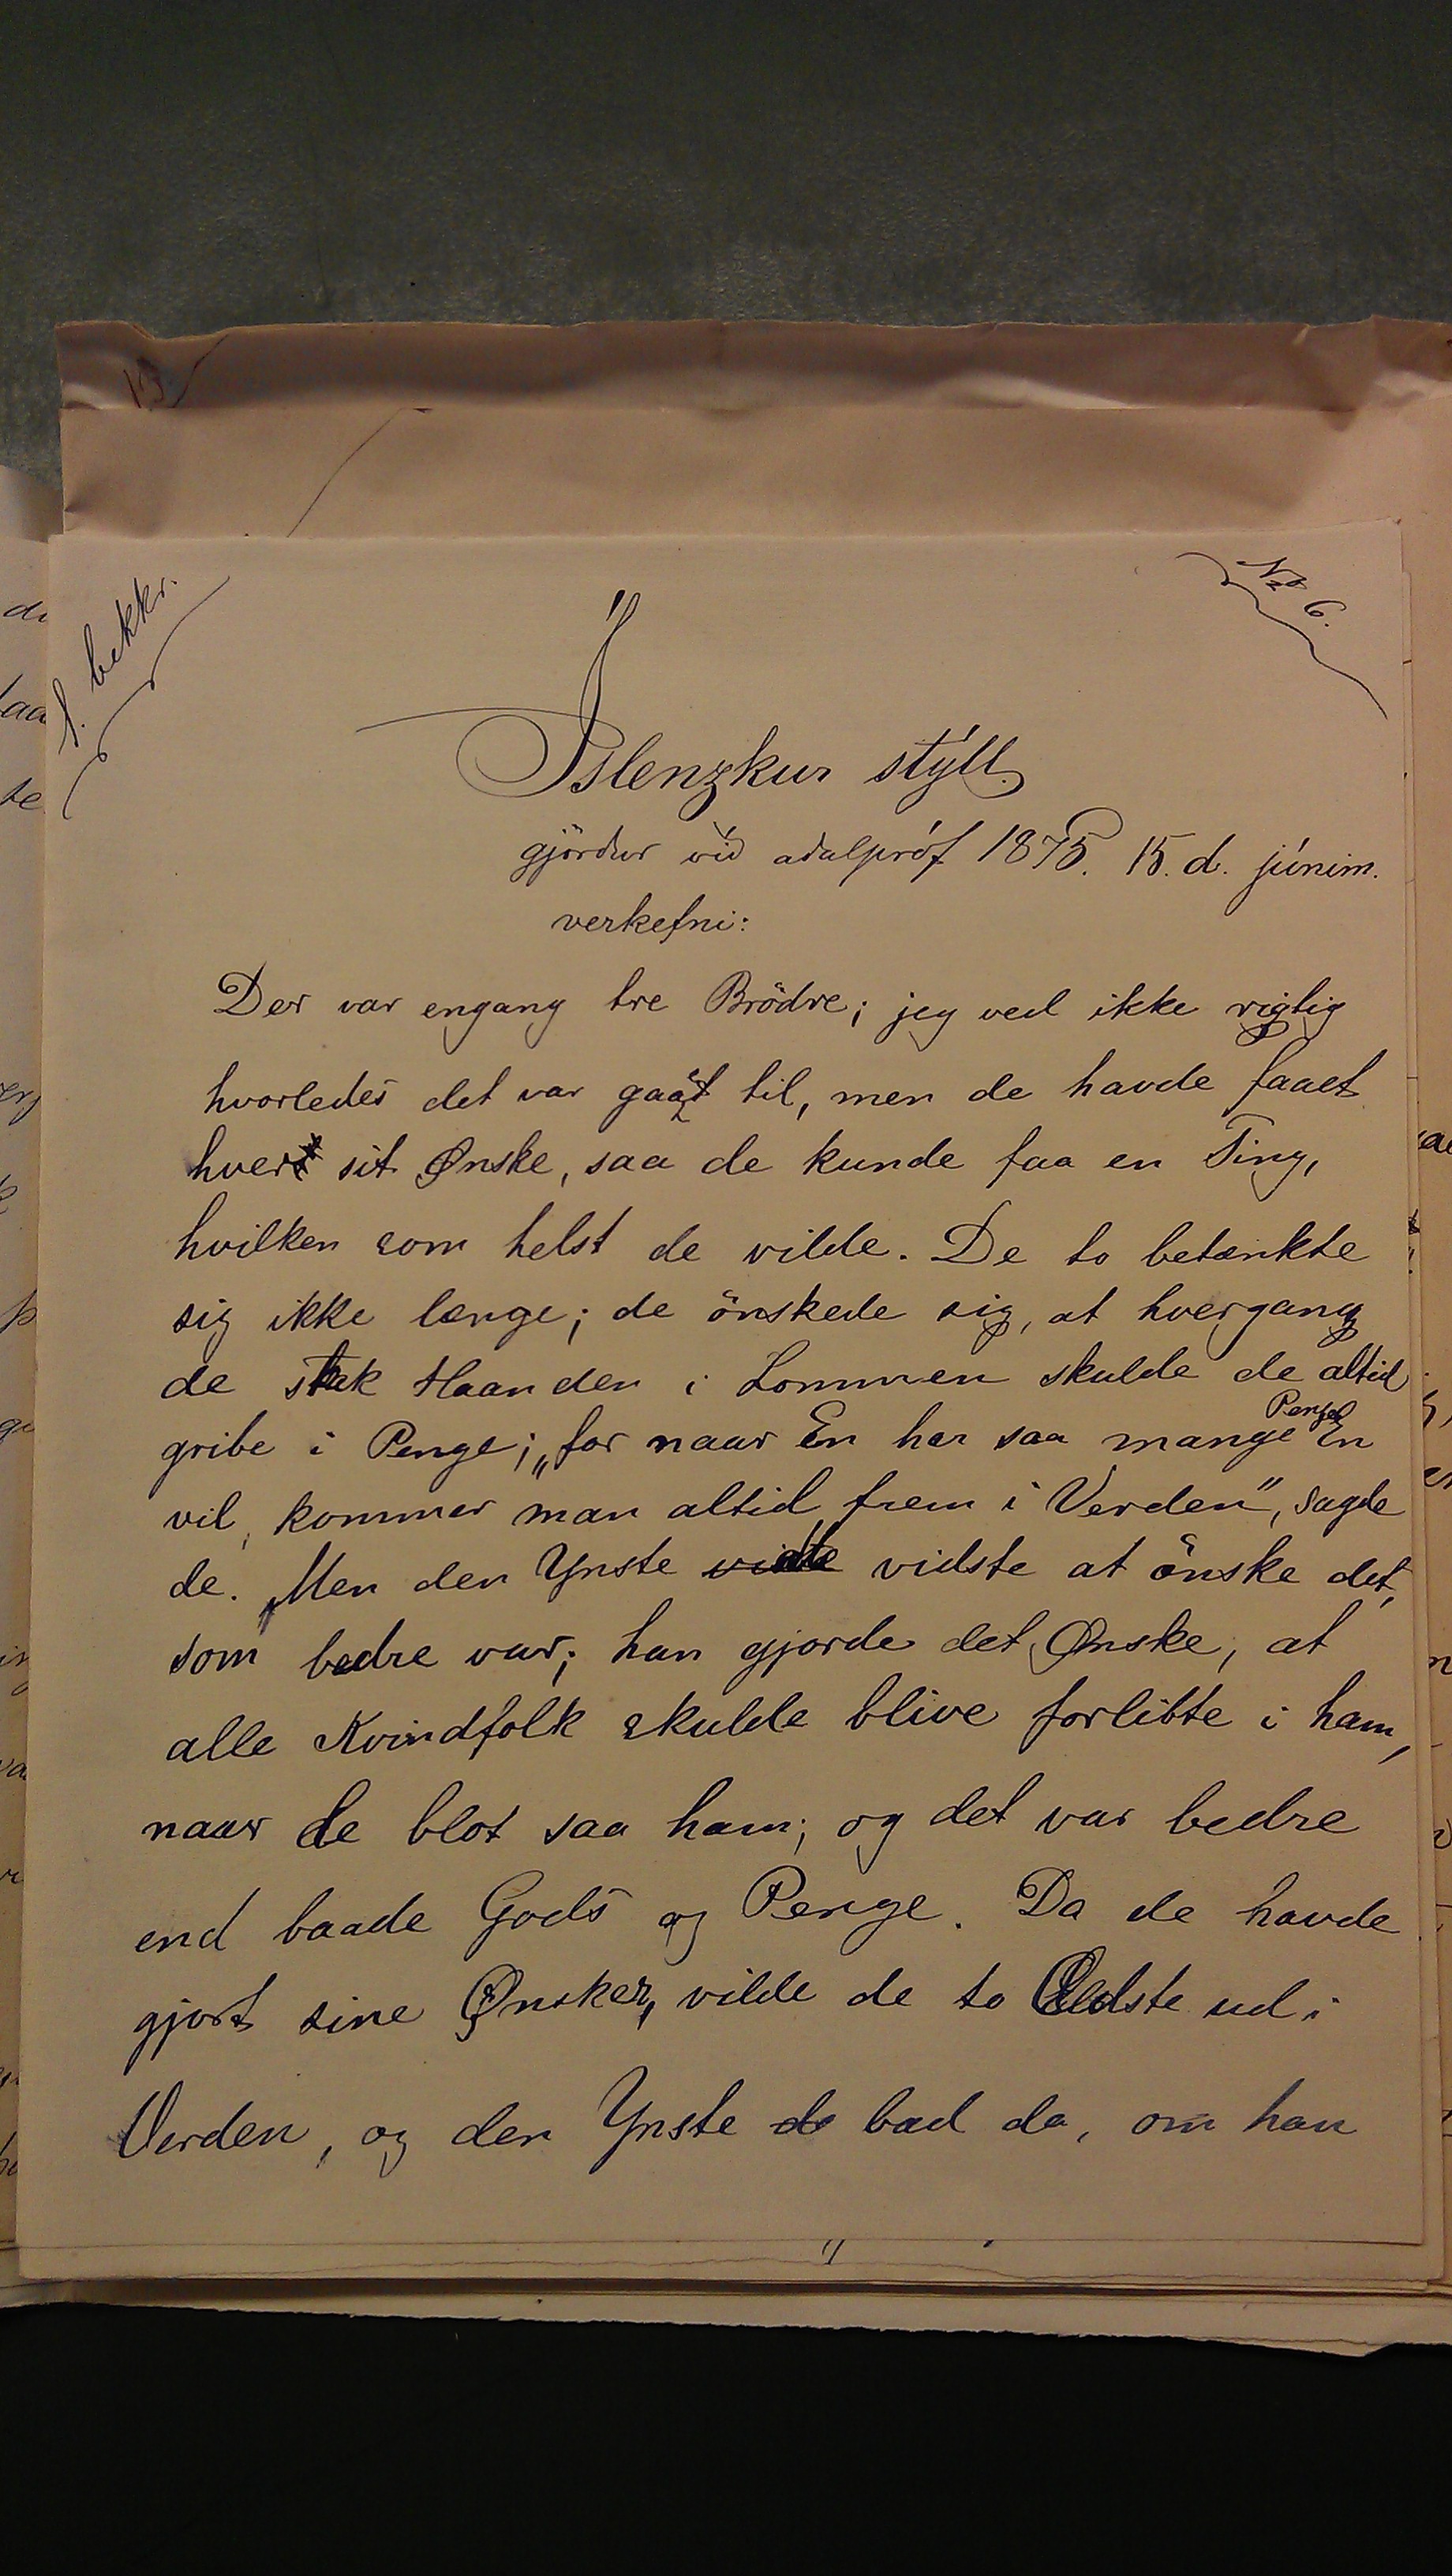 1. bekkr.
№ 6.
Íslenzkur stýll.
gjörður við aðalpróf 1875. 15. d. júním.
verkefni:
Der var engang tre Brödre; jeg ved ikke rigtig
hvorledes det var gaaet til, men de havde faaet
hver sit Ønske, saa de kunde faa en Ting,
hvilken som helst de vilde. De to betænkte
sig ikke længe; de önskede sig, at hvergang
de stak Haanden i Lommen skulde de altid
gribe i Penge; „for naar En har saa mange Penge En
vil, kommer man altid frem i Verden", sagde
de. Men den Ynste vidste at önske det,
som bedre var; han gjorde det Ønske, at
alle Kvindfolk skulde blive forlibte i ham,
naar de blot saa ham; og det var bedre
end baade Gods og Penge. Da de havde
gjort sine Ønsker, vilde de to Ældste ud i
Verden, og den Ynste bad da, om han